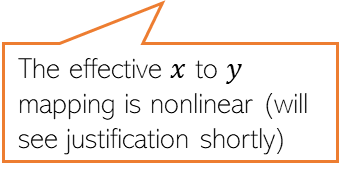 The effective x to y
mapping is nonlinear (will
see justification shortly)